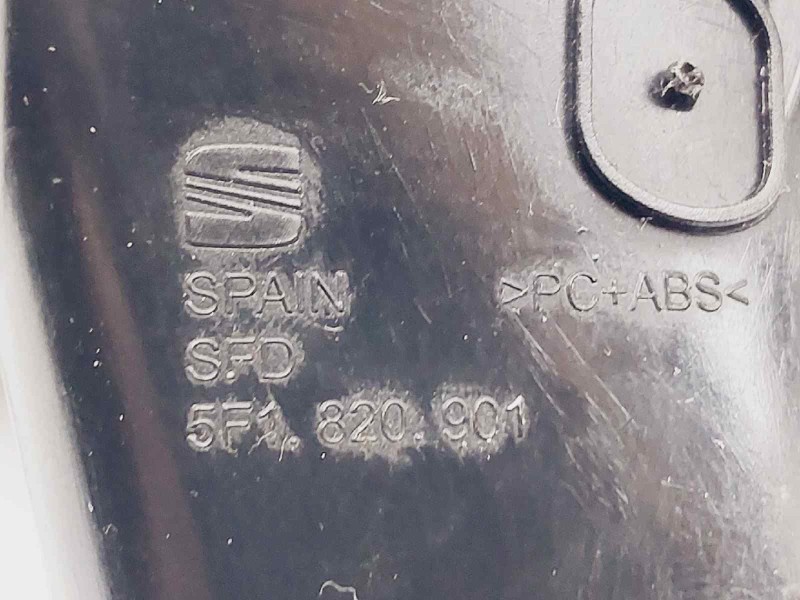 SPAIN
>PC+ABS<
SFD
5F1.820.901